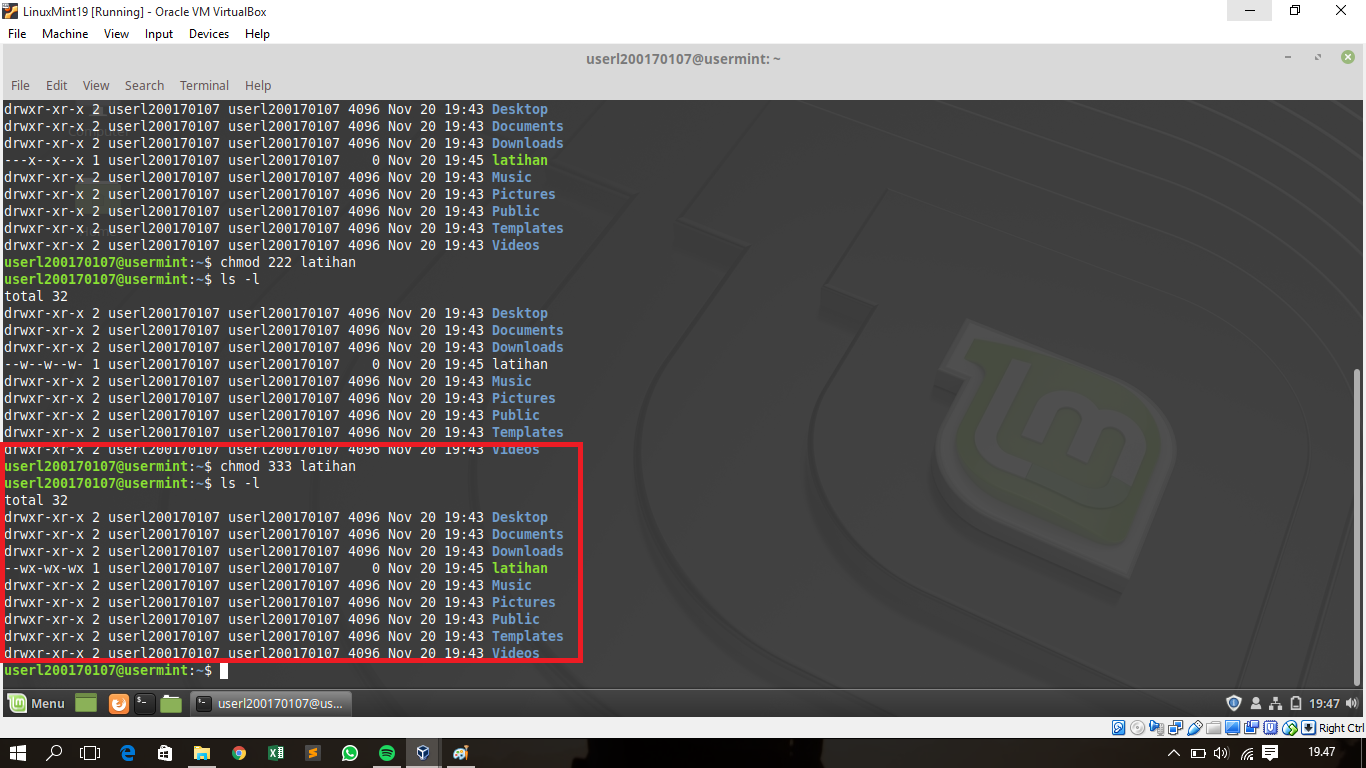 LinuxMint19 [Running] - Oracle VM VirtualBox
File Machine View Input Devices Help
userl200170107@usermint: ~
File Edit View Search Terminal Help
drwxr-xr-x 2 userl200170107 userl200170107 4096 Nov 20 19:43 Desktop
drwxr-xr-x 2 userl200170107 userl200170107 4096 Nov 20 19:43 Documents
drwxr-xr-x 2 userl200170107 userl200170107 4096 Nov 20 19:43 Downloads
---x--x--x 1 userl200170107 userl200170107    0 Nov 20 19:45 latihan
drwxr-xr-x 2 userl200170107 userl200170107 4096 Nov 20 19:43 Music
drwxr-xr-x 2 userl200170107 userl200170107 4096 Nov 20 19:43 Pictures
drwxr-xr-x 2 userl200170107 userl200170107 4096 Nov 20 19:43 Public
drwxr-xr-x 2 userl200170107 userl200170107 4096 Nov 20 19:43 Templates
drwxr-xr-x 2 userl200170107 userl200170107 4096 Nov 20 19:43 Videos
userl200170107@usermint:~$ chmod 222 latihan
userl200170107@usermint:~$ ls -l
total 32
drwxr-xr-x 2 userl200170107 userl200170107 4096 Nov 20 19:43 Desktop
drwxr-xr-x 2 userl200170107 userl200170107 4096 Nov 20 19:43 Documents
drwxr-xr-x 2 userl200170107 userl200170107 4096 Nov 20 19:43 Downloads
--w--w--w- 1 userl200170107 userl200170107    0 Nov 20 19:45 latihan
drwxr-xr-x 2 userl200170107 userl200170107 4096 Nov 20 19:43 Music
drwxr-xr-x 2 userl200170107 userl200170107 4096 Nov 20 19:43 Pictures
drwxr-xr-x 2 userl200170107 userl200170107 4096 Nov 20 19:43 Public
drwxr-xr-x 2 userl200170107 userl200170107 4096 Nov 20 19:43 Templates
drwxr-xr-x 2 userl200170107 userl200170107 4096 Nov 20 19:43 Videos
userl200170107@usermint:~$ chmod 333 latihan
userl200170107@usermint:~$ ls -l
total 32
drwxr-xr-x 2 userl200170107 userl200170107 4096 Nov 20 19:43 Desktop
drwxr-xr-x 2 userl200170107 userl200170107 4096 Nov 20 19:43 Documents
drwxr-xr-x 2 userl200170107 userl200170107 4096 Nov 20 19:43 Downloads
--wx-wx-wx 1 userl200170107 userl200170107    0 Nov 20 19:45 latihan
drwxr-xr-x 2 userl200170107 userl200170107 4096 Nov 20 19:43 Music
drwxr-xr-x 2 userl200170107 userl200170107 4096 Nov 20 19:43 Pictures
drwxr-xr-x 2 userl200170107 userl200170107 4096 Nov 20 19:43 Public
drwxr-xr-x 2 userl200170107 userl200170107 4096 Nov 20 19:43 Templates
drwxr-xr-x 2 userl200170107 userl200170107 4096 Nov 20 19:43 Videos
userl200170107@usermint:~$
Menu userl200170107@us... 19:47
Right Ctrl
19.47